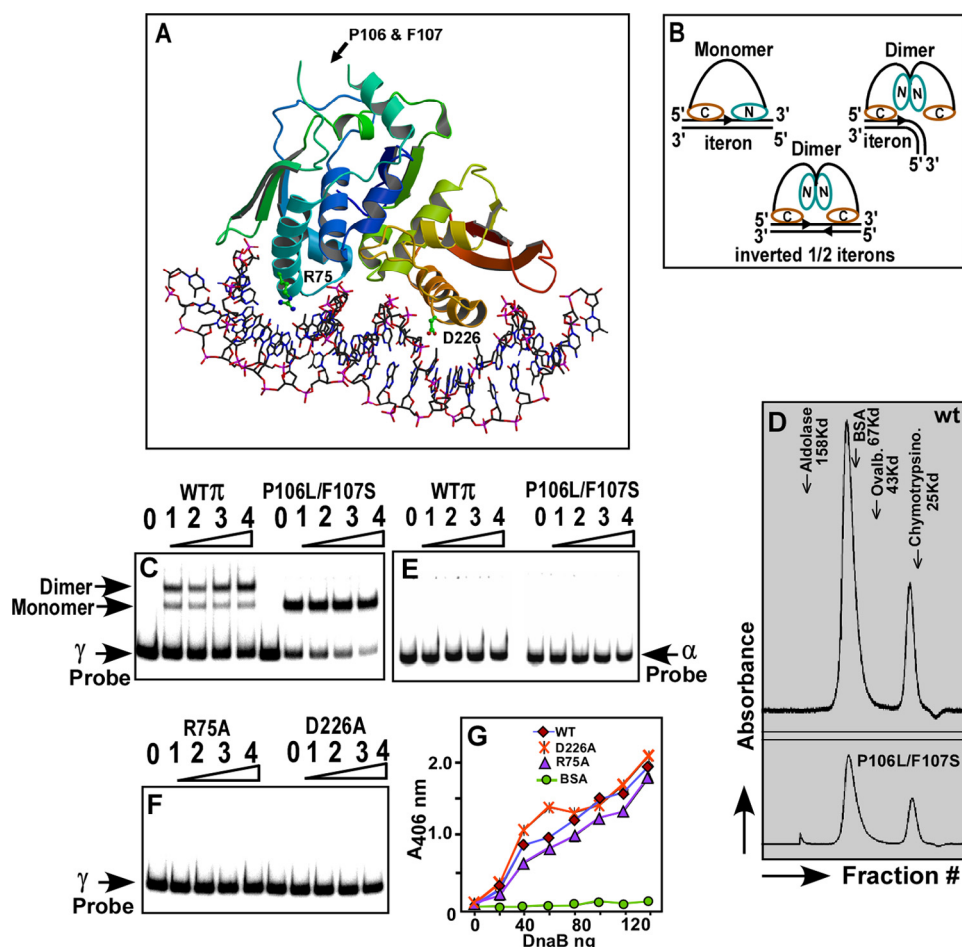 A
P106 & F107
R75
D226
B
Monomer
Dimer
5' C N 3'
3' iteron 5'
N N
5' C C
3' iteron
5' 3'
Dimer
N N
5' C C 3'
3' 5'
inverted 1/2 iterons
WTπ P106L/F107S
0 1 2 3 4 0 1 2 3 4
C
Dimer
Monomer
γ
Probe
WTπ P106L/F107S
0 1 2 3 4 0 1 2 3 4
E
α
Probe
D
wt
Aldolase
158Kd
BSA
67Kd
Ovalb.
43Kd
Chymotrypsino.
25Kd
Absorbance
P106L/F107S
Fraction #
R75A D226A
0 1 2 3 4 0 1 2 3 4
F
γ
Probe
G
WT
D226A
R75A
BSA
A406 nm
2.0
1.0
0
0 40 80 120
DnaB ng